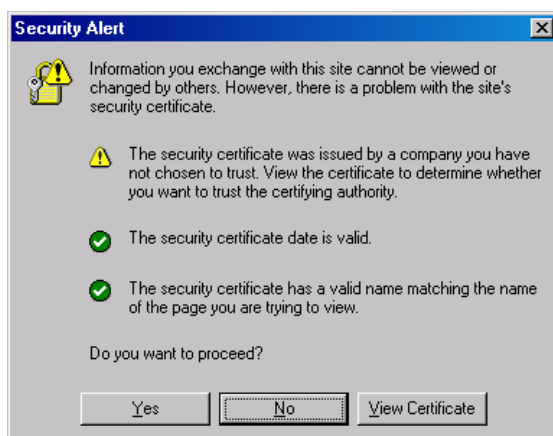 Security Alert
Information you exchange with this site cannot be viewed or
changed by others. However, there is a problem with the site's
security certificate.
The security certificate was issued by a company you have
not chosen to trust. View the certificate to determine whether
you want to trust the certifying authority.
The security certificate date is valid.
The security certificate has a valid name matching the name
of the page you are trying to view.
Do you want to proceed?
Yes No View Certificate